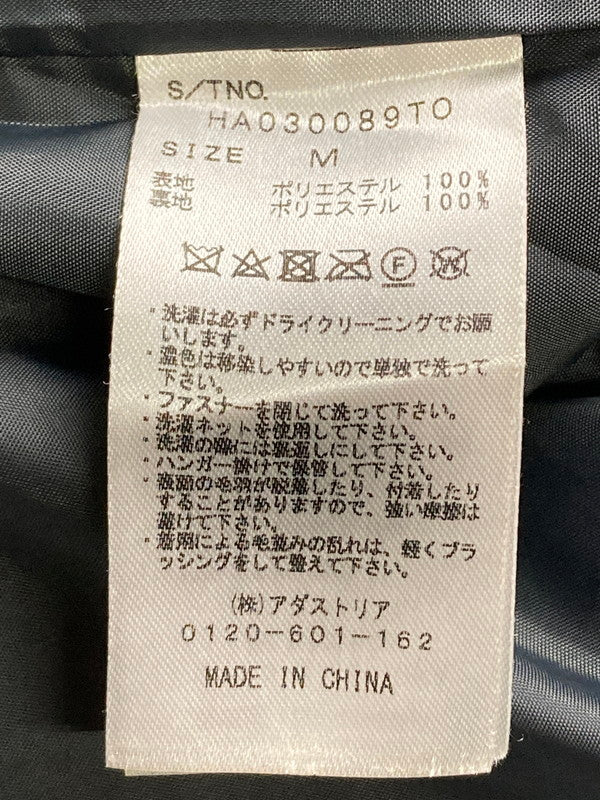 S/TNO.
HA030089TO
SIZE M
表地 ポリエステル 100%
裏地 ポリエステル 100%
F W
・洗濯は必ずドライクリーニングでお願
いします。
・濃色は移染しやすいので単独で洗って
下さい。
・ファスナーを閉じて洗って下さい。
・洗濯ネットを使用して下さい。
・洗濯の際には裏返しにして下さい。
・ハンガー掛けで保管して下さい。
・表面の毛羽が脱着したり、付着したり
することがありますので、強い摩擦は
避けて下さい。
・着用による毛並みの乱れは、軽くブラ
ッシングをして整えて下さい。
(株)アダストリア
0120-601-162
MADE IN CHINA